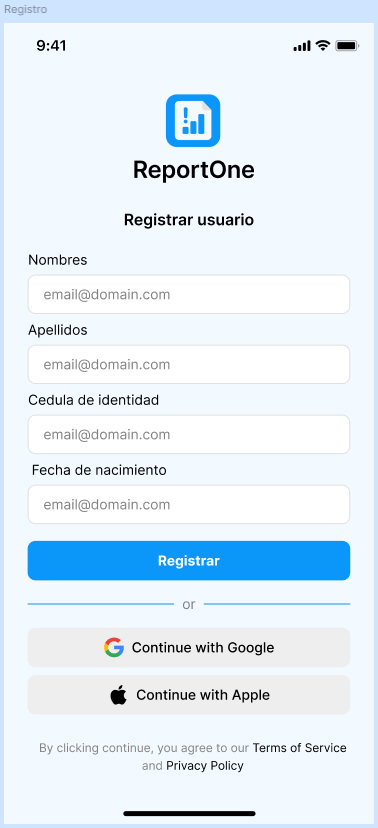 Registro
9:41
ReportOne
Registrar usuario
Nombres
email@domain.com
Apellidos
email@domain.com
Cedula de identidad
email@domain.com
Fecha de nacimiento
email@domain.com
Registrar
or
Continue with Google
Continue with Apple
By clicking continue, you agree to our Terms of Service
and Privacy Policy